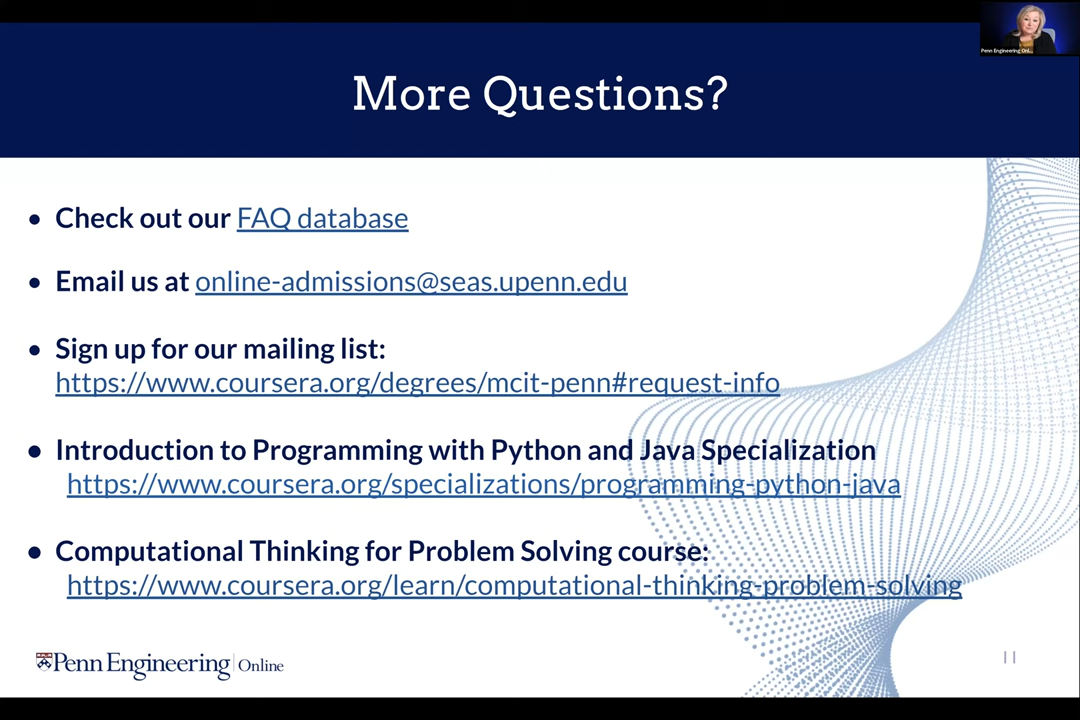 Penn Engineering Onl...
More Questions?
• Check out our FAQ database
• Email us at online-admissions@seas.upenn.edu
• Sign up for our mailing list:
https://www.coursera.org/degrees/mcit-penn#request-info
• Introduction to Programming with Python and Java Specialization
https://www.coursera.org/specializations/programming-python-java
• Computational Thinking for Problem Solving course:
https://www.coursera.org/learn/computational-thinking-problem-solving
Penn Engineering | Online
11